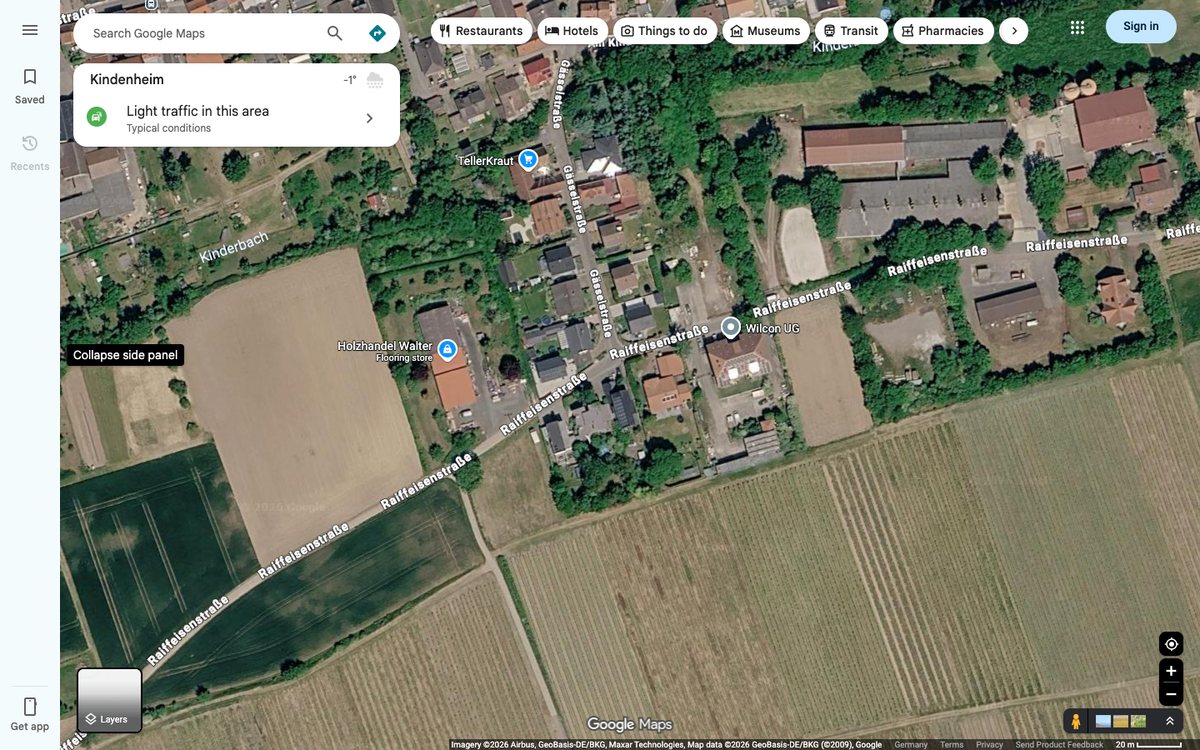 Search Google Maps
Restaurants
Hotels
Things to do
Museums
Transit
Pharmacies
Sign in
Saved
Recents
Kindenheim
-1°
Light traffic in this area
Typical conditions
Gässelstraße
TellerKraut
Gässelstraße
Kinderbach
Gässelstraße
Raiffeisenstraße
Raiffeisenstraße
Raiffeisenstraße
Wilcon UG
Raiffeisenstraße
Holzhandel Walter
Flooring store
Collapse side panel
Raiffeisenstraße
Raiffeisenstraße
Raiffeisenstraße
Raiffeisenstraße
Layers
Get app
Google Maps
Imagery ©2026 Airbus, GeoBasis-DE/BKG, Maxar Technologies, Map data ©2026 GeoBasis-DE/BKG (©2009), Google
Germany
Terms
Privacy
Send Product Feedback
20 m